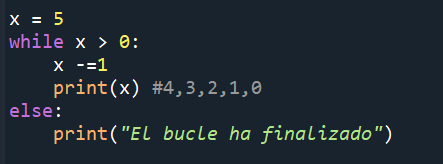 x = 5
while x > 0:
    x -=1
    print(x) #4,3,2,1,0
else:
    print("El bucle ha finalizado")